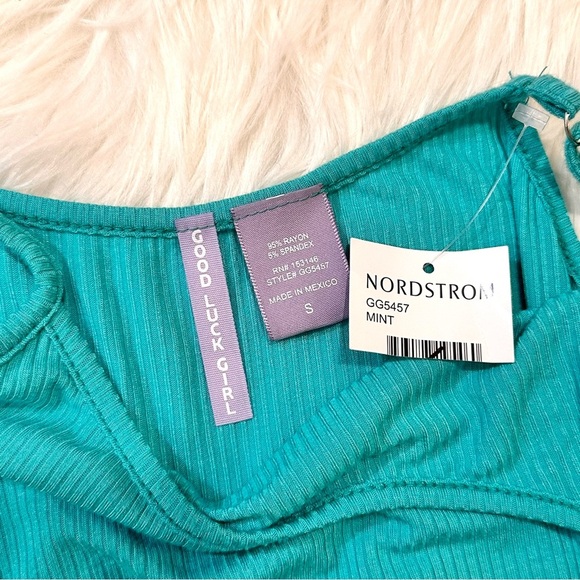 GOOD LUCK GIRL
95% RAYON
5% SPANDEX
RN# 153146
STYLE# GG5457
MADE IN MEXICO
S
NORDSTROM
GG5457
MINT